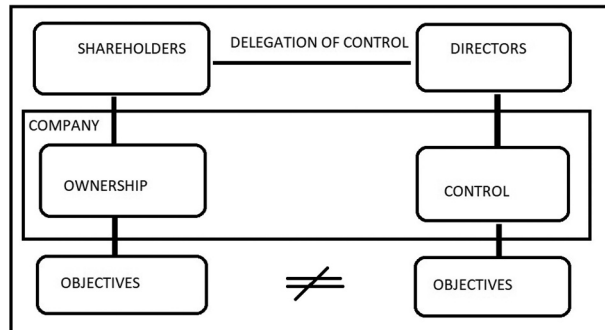 SHAREHOLDERS
DELEGATION OF CONTROL
DIRECTORS
COMPANY
OWNERSHIP
CONTROL
OBJECTIVES
≠
OBJECTIVES